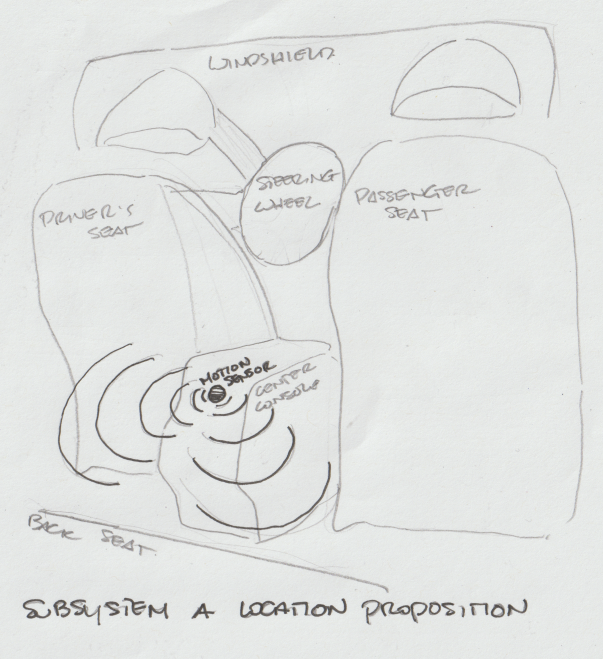 WINDSHIELD
STEERING
WHEEL
PASSENGER
SEAT
DRIVER'S
SEAT
MOTION
SENSOR
CENTER
CONSOLE
BACK SEAT
SUBSYSTEM A LOCATION PROPOSITION